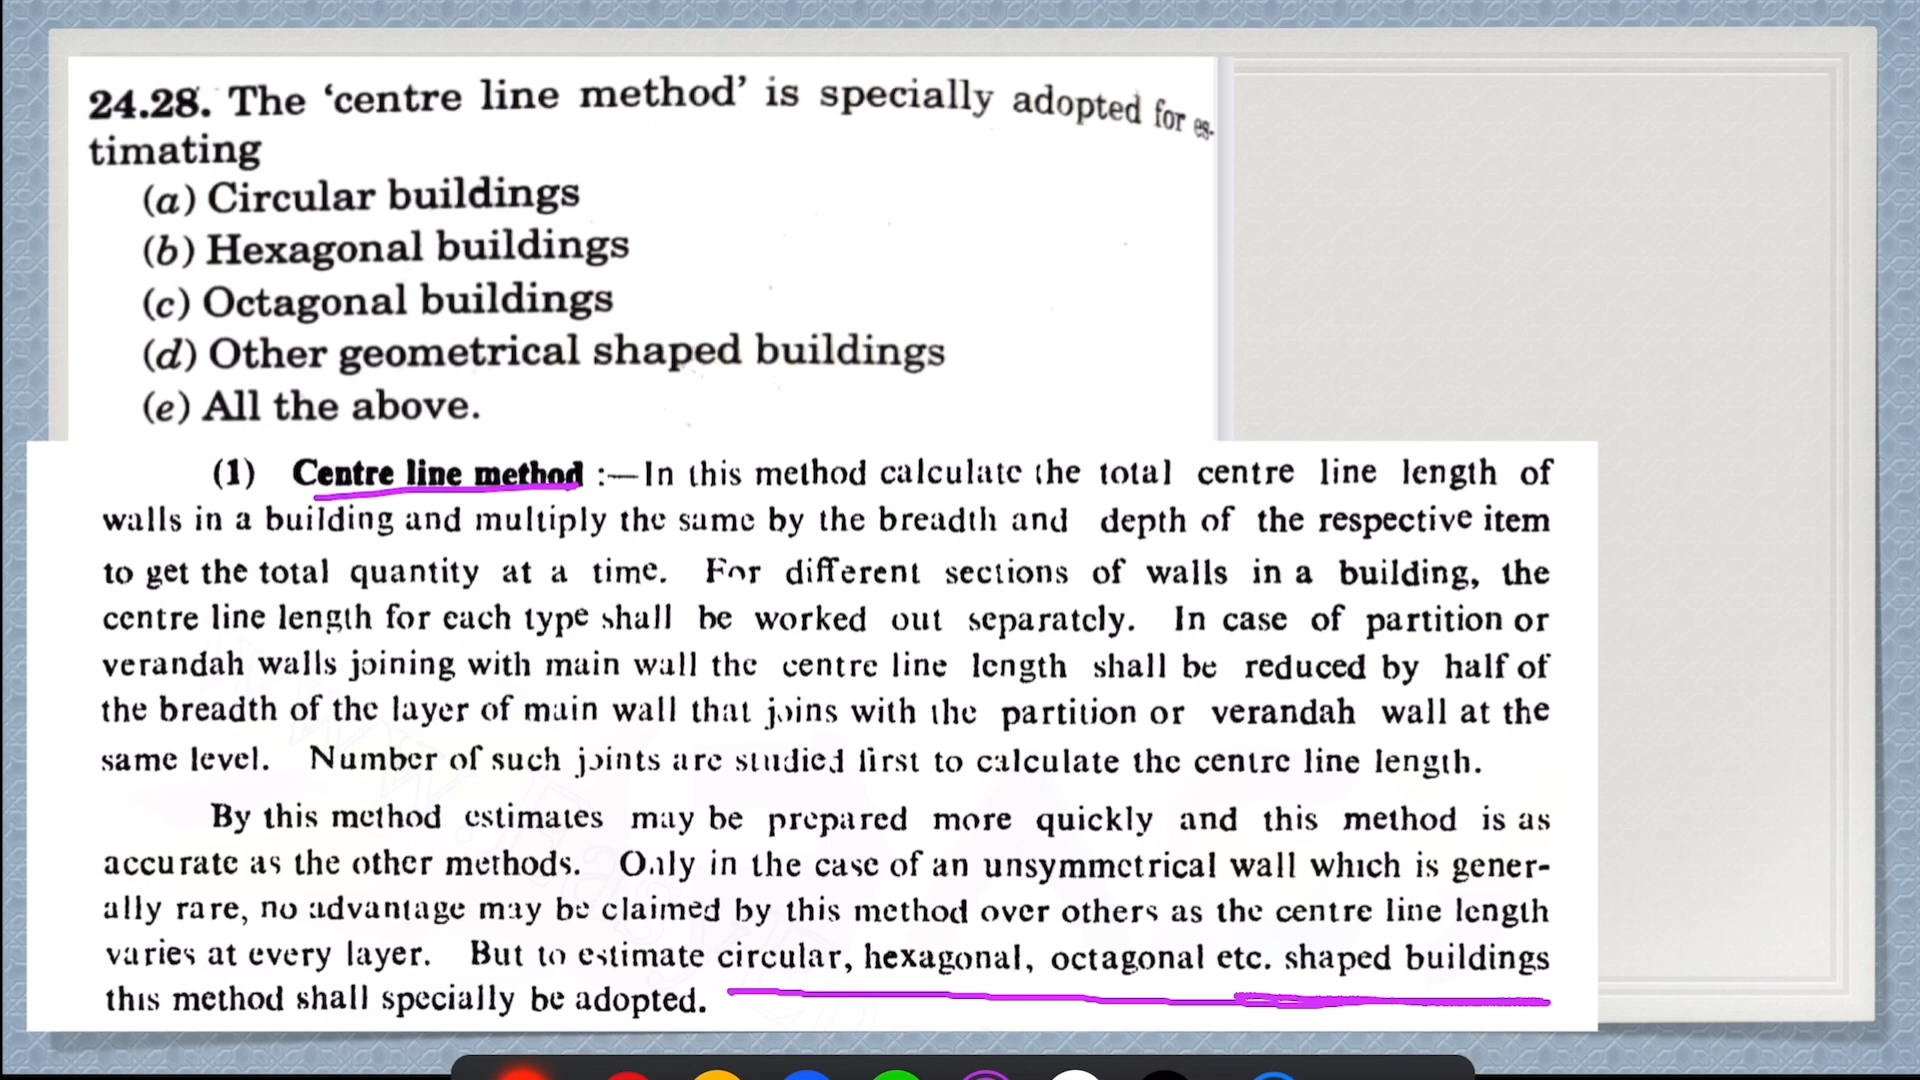 24.28. The ‘centre line method’ is specially adopted for es-
timating
(a) Circular buildings
(b) Hexagonal buildings
(c) Octagonal buildings
(d) Other geometrical shaped buildings
(e) All the above.
(1) Centre line method :—In this method calculate the total centre line length of
walls in a building and multiply the same by the breadth and depth of the respective item
to get the total quantity at a time. For different sections of walls in a building, the
centre line length for each type shall be worked out separately. In case of partition or
verandah walls joining with main wall the centre line length shall be reduced by half of
the breadth of the layer of main wall that joins with the partition or verandah wall at the
same level. Number of such joints are studied first to calculate the centre line length.
By this method estimates may be prepared more quickly and this method is as
accurate as the other methods. Only in the case of an unsymmetrical wall which is gener-
ally rare, no advantage may be claimed by this method over others as the centre line length
varies at every layer. But to estimate circular, hexagonal, octagonal etc. shaped buildings
this method shall specially be adopted.